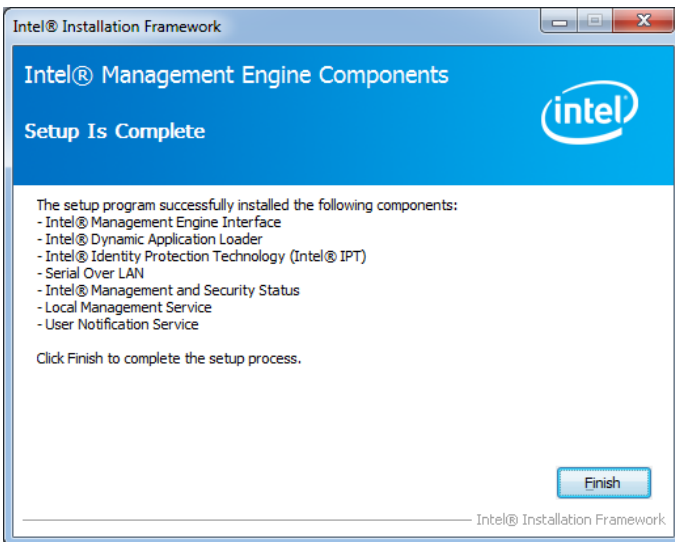 Intel® Installation Framework
Intel® Management Engine Components
Setup Is Complete
intel®
The setup program successfully installed the following components:
- Intel® Management Engine Interface
- Intel® Dynamic Application Loader
- Intel® Identity Protection Technology (Intel® IPT)
- Serial Over LAN
- Intel® Management and Security Status
- Local Management Service
- User Notification Service
Click Finish to complete the setup process.
Finish
Intel® Installation Framework